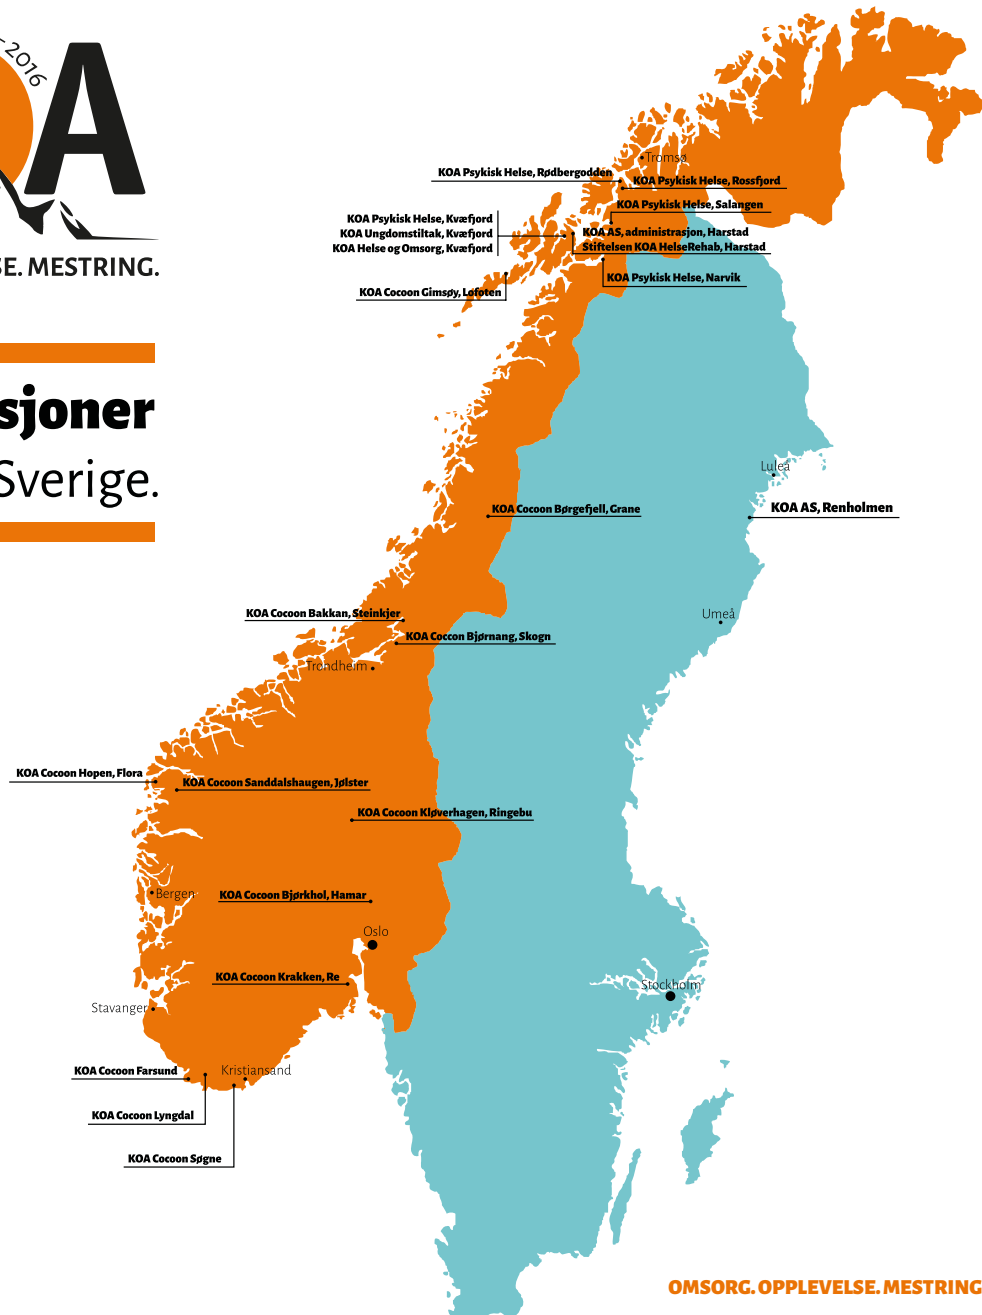 - 2016
OA
SE. MESTRING.
sjoner
Sverige.
Tromsø
KOA Psykisk Helse, Rødbergodden
KOA Psykisk Helse, Rossfjord
KOA Psykisk Helse, Salangen
KOA Psykisk Helse, Kvæfjord
KOA Ungdomstiltak, Kvæfjord
KOA Helse og Omsorg, Kvæfjord
KOA AS, administrasjon, Harstad
Stiftelsen KOA HelseRehab, Harstad
KOA Psykisk Helse, Narvik
KOA Cocoon Gimsøy, Lofoten
Luleå
KOA AS, Renholmen
KOA Cocoon Børgefjell, Grane
KOA Cocoon Bakkan, Steinkjer
Umeå
KOA Coccon Bjørnang, Skogn
Trondheim
KOA Cocoon Hopen, Flora
KOA Cocoon Sanddalshaugen, Jølster
KOA Cocoon Kløverhagen, Ringebu
Bergen
KOA Cocoon Bjørkhol, Hamar
Oslo
KOA Cocoon Krakken, Re
Stockholm
Stavanger
KOA Cocoon Farsund
Kristiansand
KOA Cocoon Lyngdal
KOA Cocoon Søgne
OMSORG. OPPLEVELSE. MESTRING